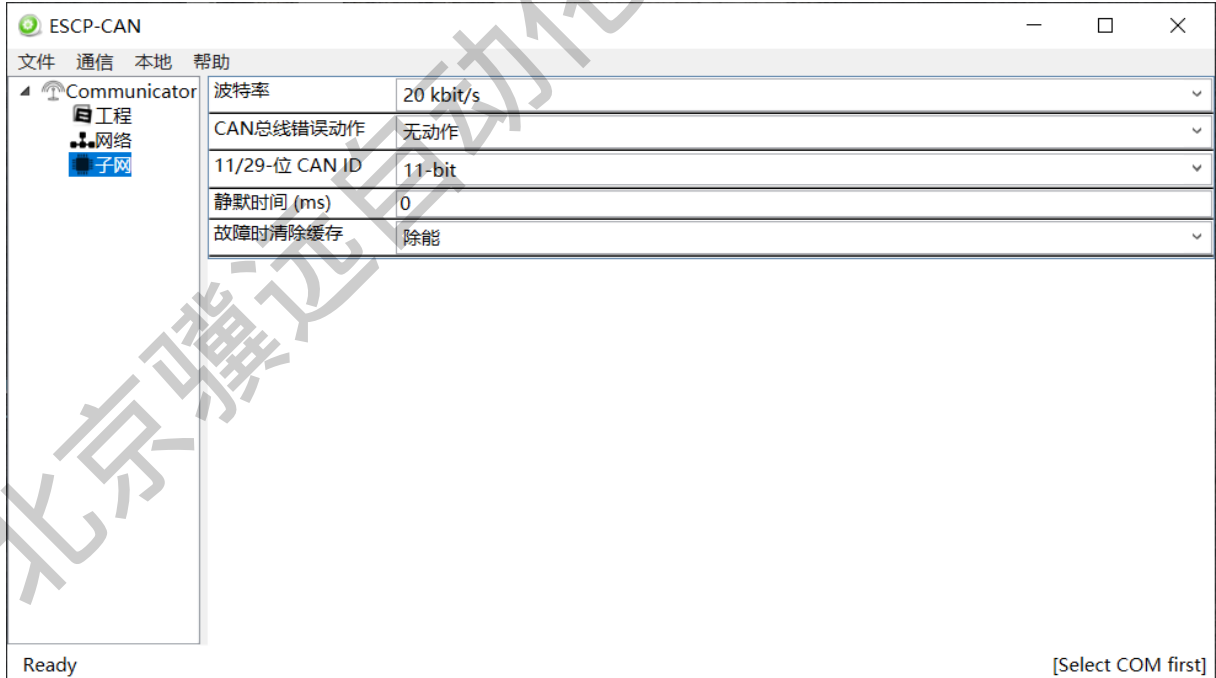 ESCP-CAN
文件 通信 本地 帮助
Communicator
工程
网络
子网
波特率 20 kbit/s
CAN总线错误动作 无动作
11/29-位 CAN ID 11-bit
静默时间 (ms) 0
故障时清除缓存 除能
Ready [Select COM first]
北京骥远自动化